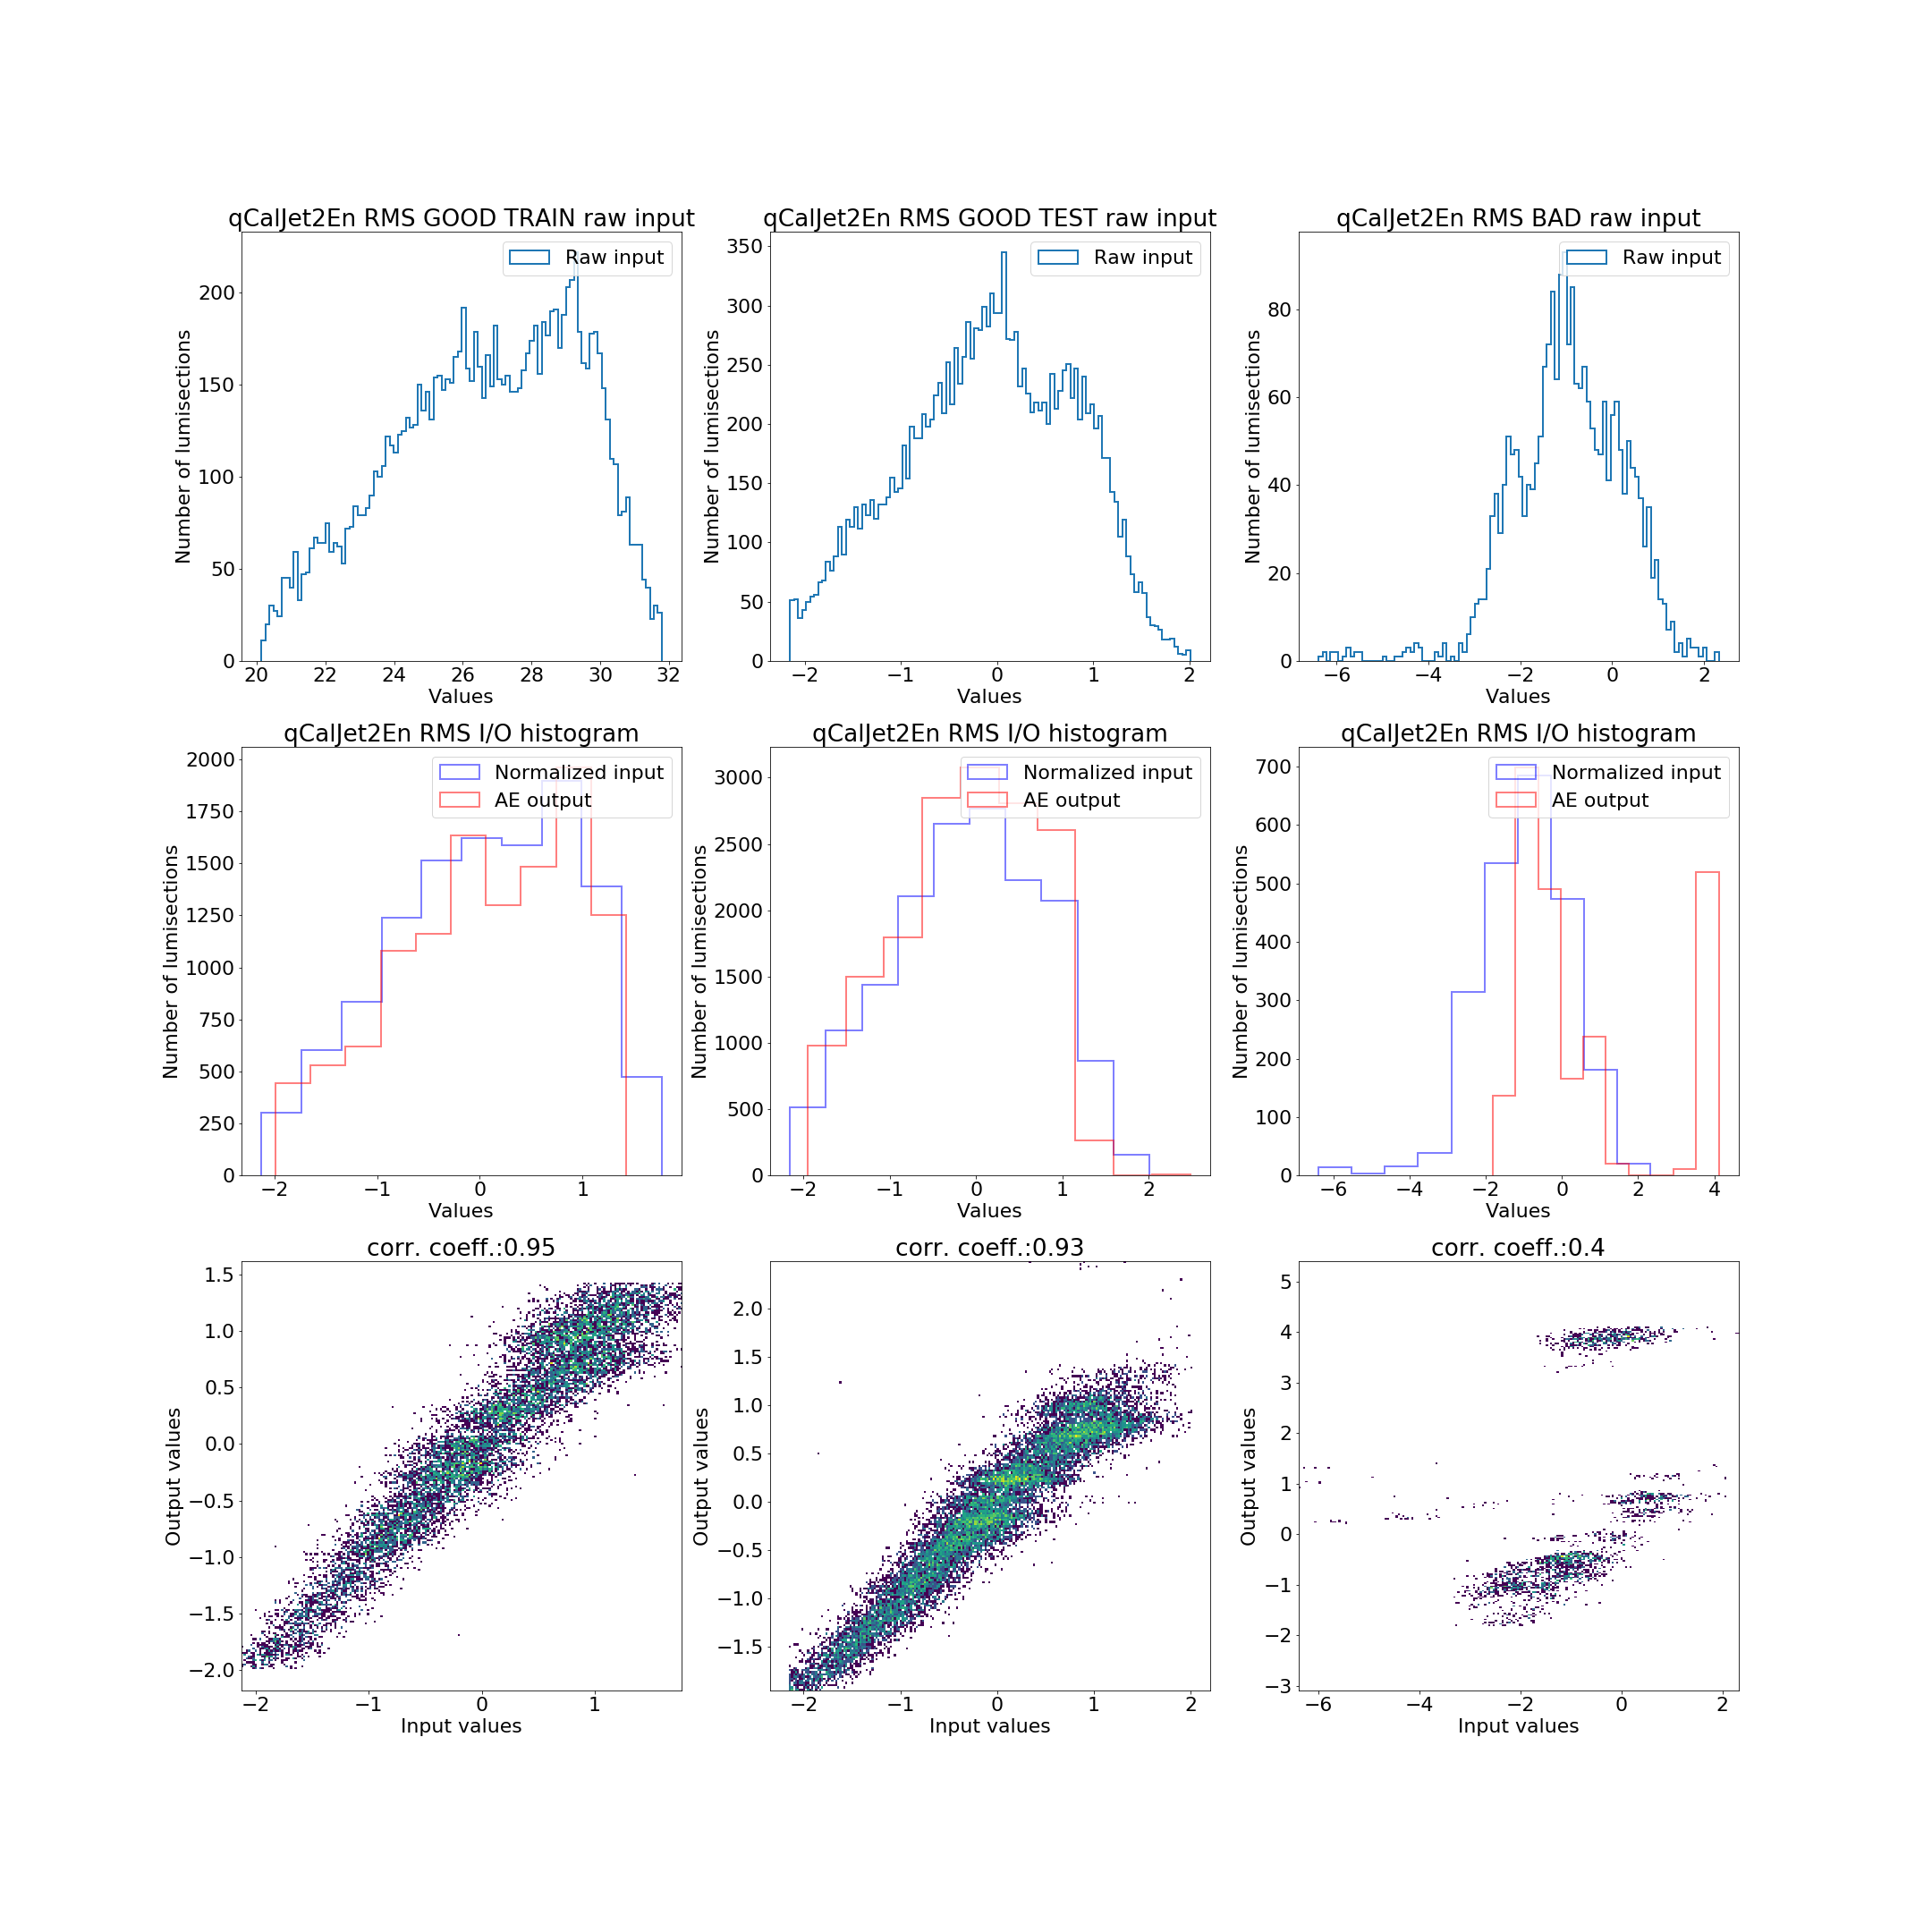 qCalJet2En RMS GOOD TRAIN raw input
Raw input
Number of lumisections
200
150
100
50
0
20 22 24 26 28 30 32
Values
qCalJet2En RMS GOOD TEST raw input
Raw input
Number of lumisections
350
300
250
200
150
100
50
0
−2 −1 0 1 2
Values
qCalJet2En RMS BAD raw input
Raw input
Number of lumisections
80
60
40
20
0
−6 −4 −2 0 2
Values
qCalJet2En RMS I/O histogram
Normalized input
AE output
Number of lumisections
2000
1750
1500
1250
1000
750
500
250
0
−2 −1 0 1
Values
qCalJet2En RMS I/O histogram
Normalized input
AE output
Number of lumisections
3000
2500
2000
1500
1000
500
0
−2 −1 0 1 2
Values
qCalJet2En RMS I/O histogram
Normalized input
AE output
Number of lumisections
700
600
500
400
300
200
100
0
−6 −4 −2 0 2 4
Values
corr. coeff.:0.95
Output values
1.5
1.0
0.5
0.0
−0.5
−1.0
−1.5
−2.0
−2 −1 0 1
Input values
corr. coeff.:0.93
Output values
2.0
1.5
1.0
0.5
0.0
−0.5
−1.0
−1.5
−2 −1 0 1 2
Input values
corr. coeff.:0.4
Output values
5
4
3
2
1
0
−1
−2
−3
−6 −4 −2 0 2
Input values